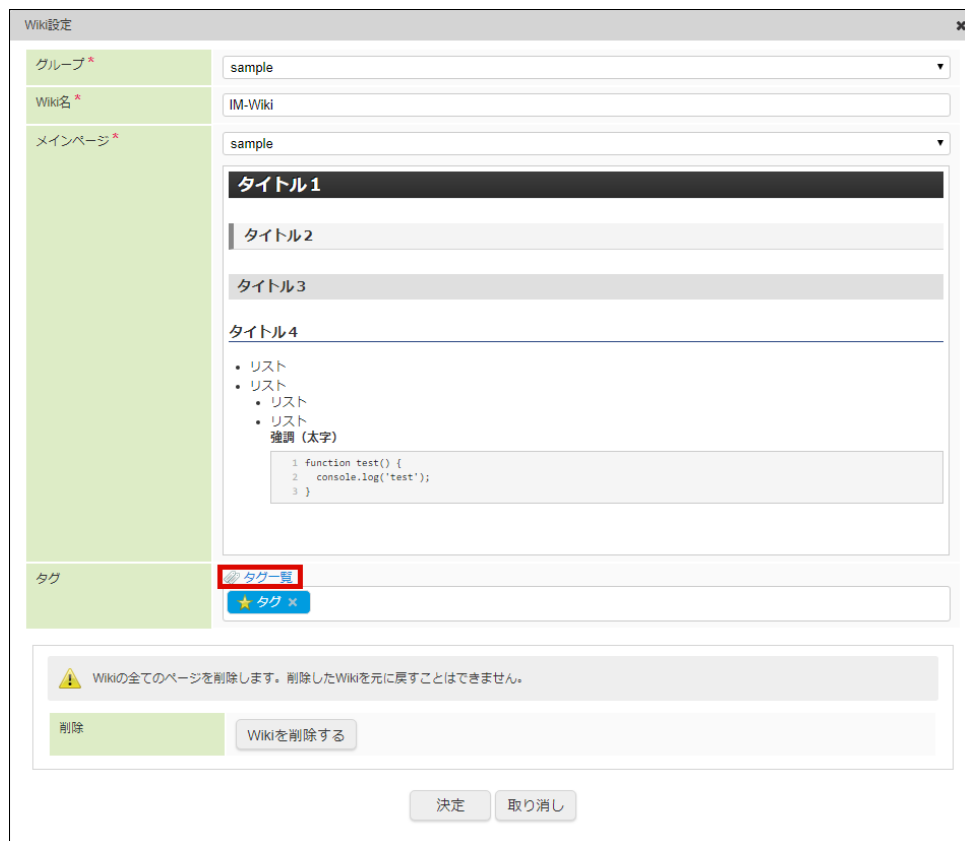 Wiki設定
グループ*
sample
Wiki名*
IM-Wiki
メインページ*
sample
タイトル1
タイトル2
タイトル3
タイトル4
• リスト
• リスト
• リスト
• リスト
強調（太字）
1 function test() {
2 console.log('test');
3 }
タグ
タグ一覧
タグ ×
Wikiの全てのページを削除します。削除したWikiを元に戻すことはできません。
削除
Wikiを削除する
決定 取り消し